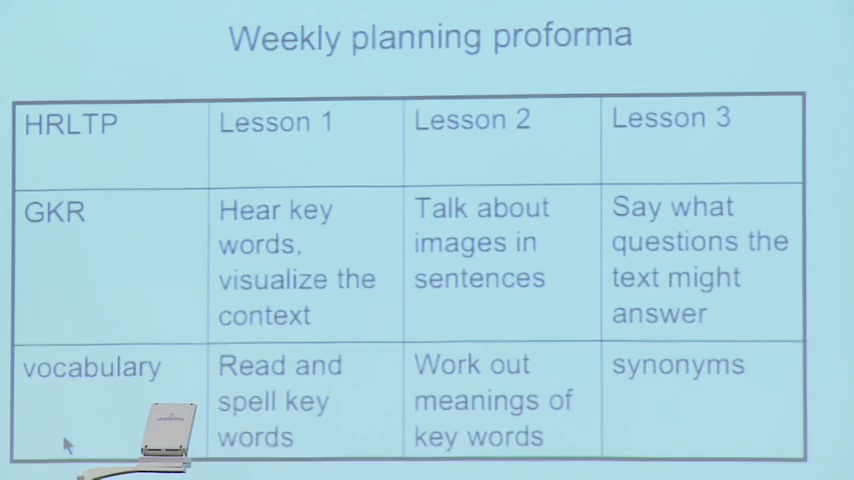 Weekly planning proforma
HRLTP
Lesson 1
Lesson 2
Lesson 3
GKR
Hear key
words,
visualize the
context
Talk about
images in
sentences
Say what
questions the
text might
answer
vocabulary
Read and
spell key
words
Work out
meanings of
key words
synonyms